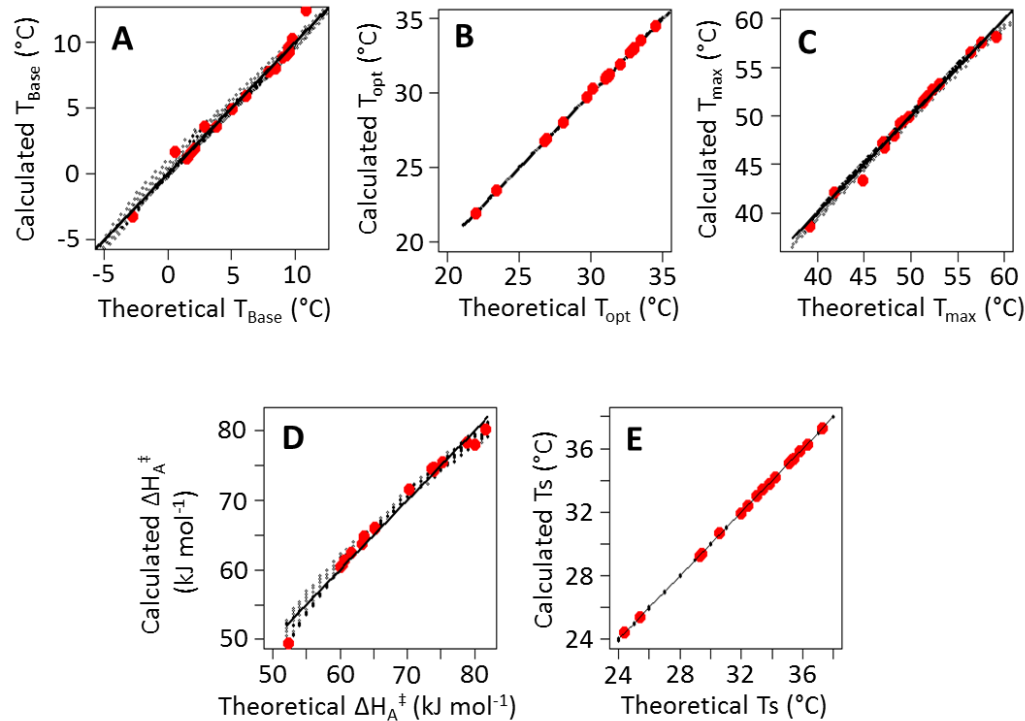 A
Calculated T_Base (°C)
10
5
0
-5
-5 0 5 10
Theoretical T_Base (°C)
B
Calculated T_opt (°C)
35
30
25
20
20 22 25 27 30 32 35
Theoretical T_opt (°C)
C
Calculated T_max (°C)
60
55
50
45
40
40 45 50 55 60
Theoretical T_max (°C)
D
Calculated ΔH_A‡
(kJ mol-1)
80
70
60
50
50 60 70 80
Theoretical ΔH_A‡ (kJ mol-1)
E
Calculated Ts (°C)
36
32
28
24
24 28 32 36
Theoretical Ts (°C)